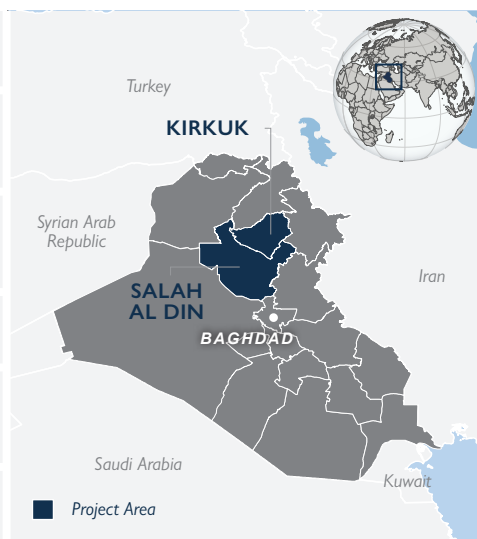 Turkey
KIRKUK
Syrian Arab
Republic
Iran
SALAH
AL DIN
BAGHDAD
Saudi Arabia
Kuwait
Project Area